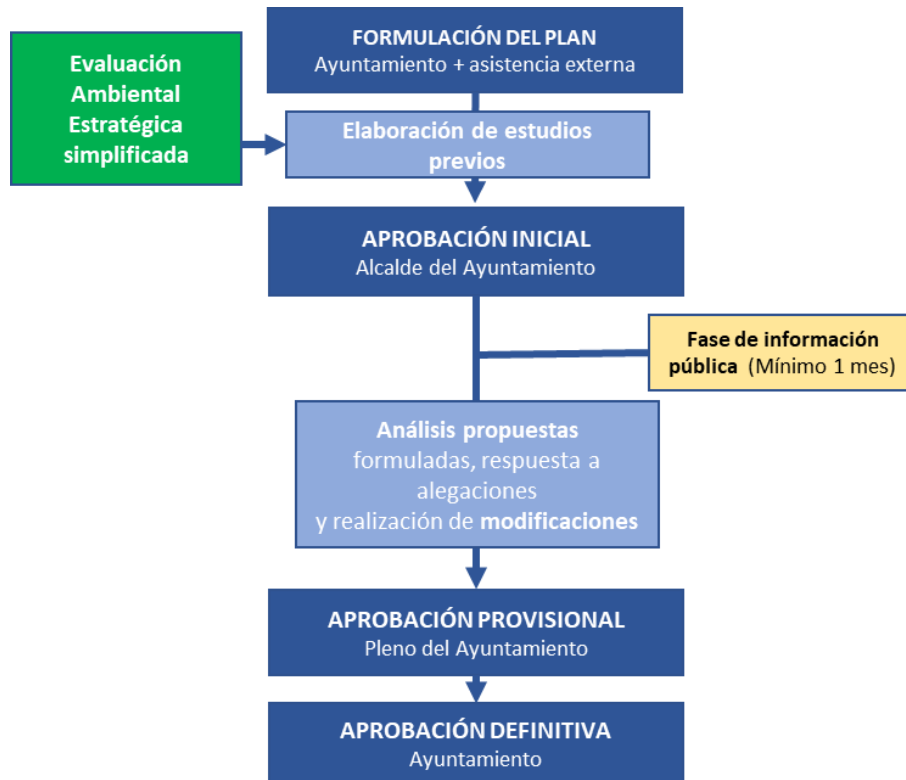 FORMULACIÓN DEL PLAN
Ayuntamiento + asistencia externa
Evaluación
Ambiental
Estratégica
simplificada
Elaboración de estudios
previos
APROBACIÓN INICIAL
Alcalde del Ayuntamiento
Fase de información
pública (Mínimo 1 mes)
Análisis propuestas
formuladas, respuesta a
alegaciones
y realización de modificaciones
APROBACIÓN PROVISIONAL
Pleno del Ayuntamiento
APROBACIÓN DEFINITIVA
Ayuntamiento